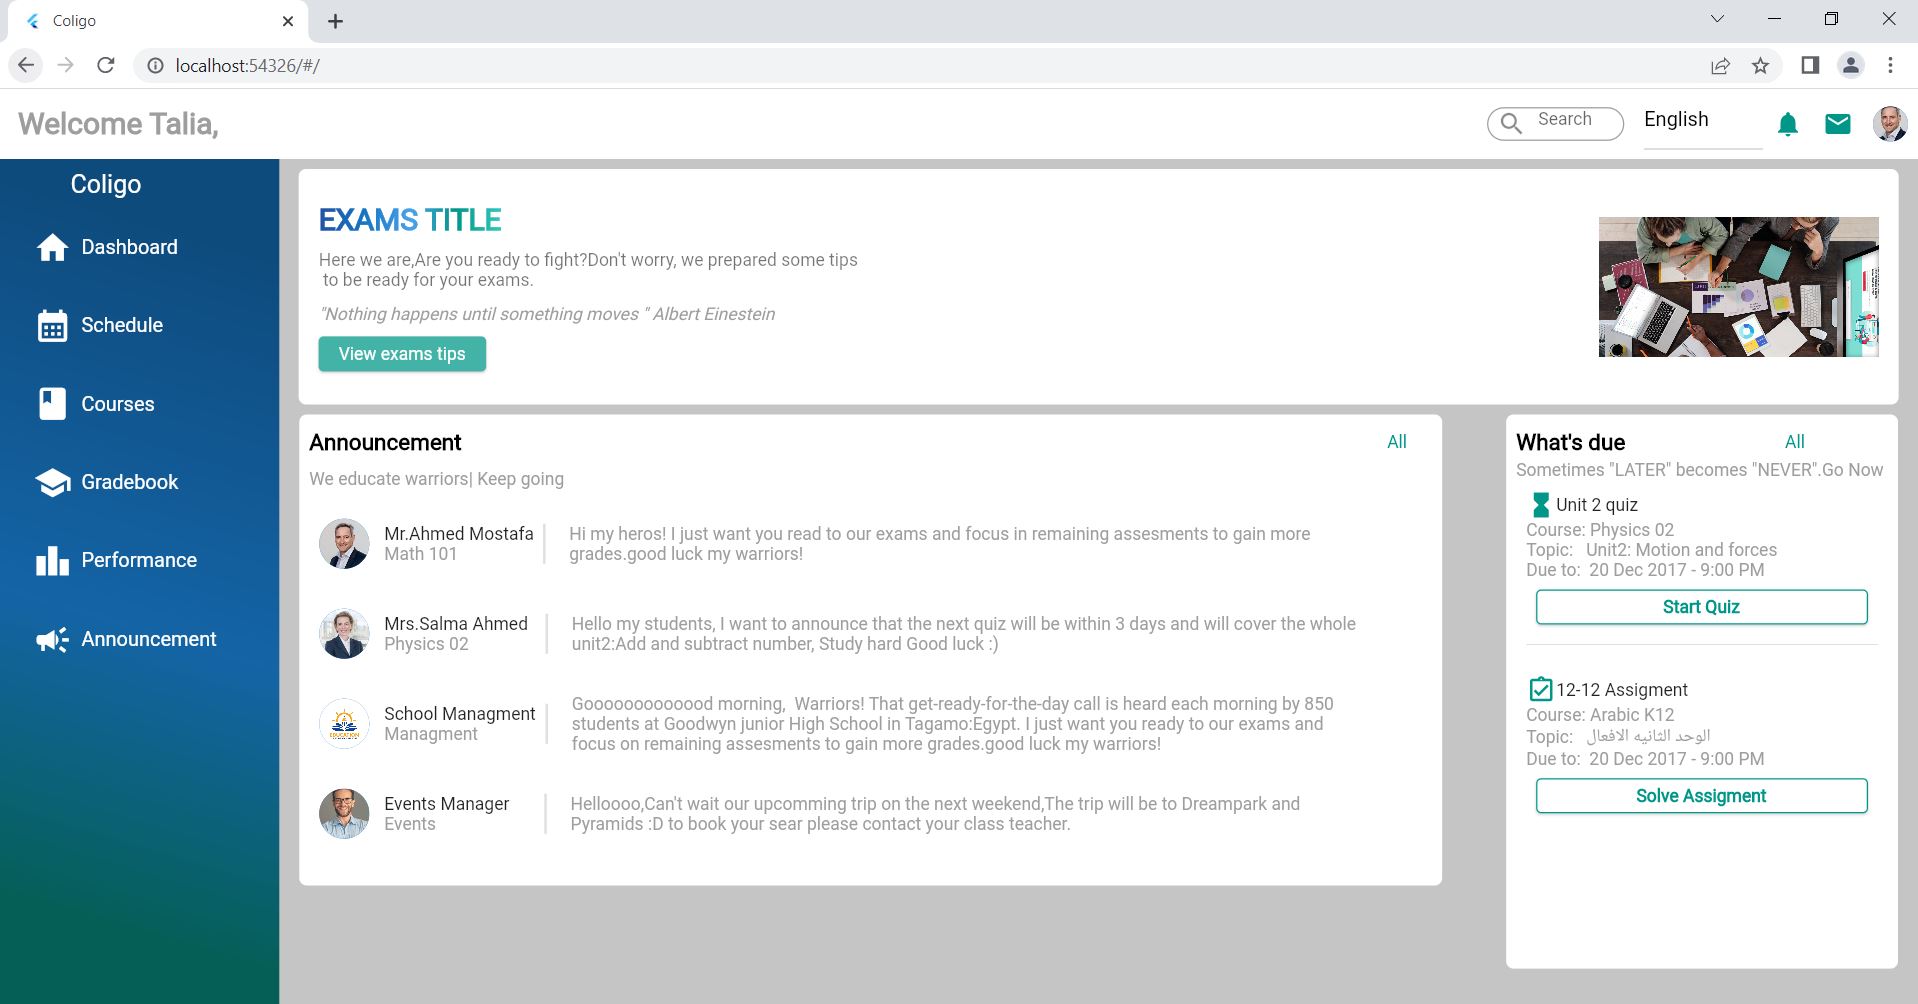 Coligo
localhost:54326/#/
Welcome Talia,
Search
English
Coligo
Dashboard
Schedule
Courses
Gradebook
Performance
Announcement
EXAMS TITLE
Here we are,Are you ready to fight?Don't worry, we prepared some tips
to be ready for your exams.
"Nothing happens until something moves " Albert Einestein
View exams tips
Announcement
All
We educate warriors| Keep going
Mr.Ahmed Mostafa
Math 101
Hi my heros! I just want you read to our exams and focus in remaining assesments to gain more
grades.good luck my warriors!
Mrs.Salma Ahmed
Physics 02
Hello my students, I want to announce that the next quiz will be within 3 days and will cover the whole
unit2:Add and subtract number, Study hard Good luck :)
School Managment
Managment
EDUCATION
Gooooooooooood morning,  Warriors! That get-ready-for-the-day call is heard each morning by 850
students at Goodwyn junior High School in Tagamo:Egypt. I just want you ready to our exams and
focus on remaining assesments to gain more grades.good luck my warriors!
Events Manager
Events
Helloooo,Can't wait our upcomming trip on the next weekend,The trip will be to Dreampark and
Pyramids :D to book your sear please contact your class teacher.
What's due
All
Sometimes "LATER" becomes "NEVER".Go Now
Unit 2 quiz
Course: Physics 02
Topic:   Unit2: Motion and forces
Due to:  20 Dec 2017 - 9:00 PM
Start Quiz
12-12 Assigment
Course: Arabic K12
Topic:   الوحد الثانيه الافعال
Due to:  20 Dec 2017 - 9:00 PM
Solve Assigment